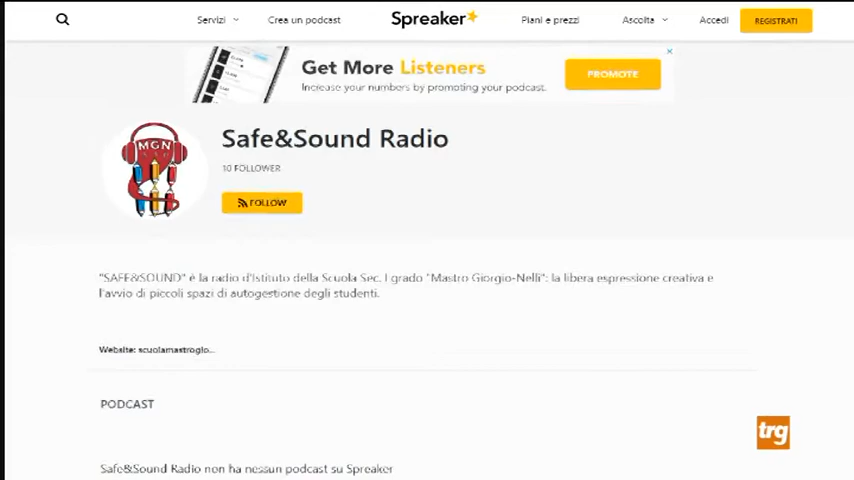 Servizi
Crea un podcast
Spreaker
Piani e prezzi
Ascolta
Accedi
REGISTRATI
Get More Listeners
Increase your numbers by promoting your podcast.
PROMOTE
MGN
Safe&Sound Radio
10 FOLLOWER
FOLLOW
"SAFE&SOUND" è la radio d'Istituto della Scuola Sec. I grado "Mastro Giorgio-Nelli": la libera espressione creativa e
l'avvio di piccoli spazi di autogestione degli studenti.
Website: scuolamastrogio...
PODCAST
trg
Safe&Sound Radio non ha nessun podcast su Spreaker